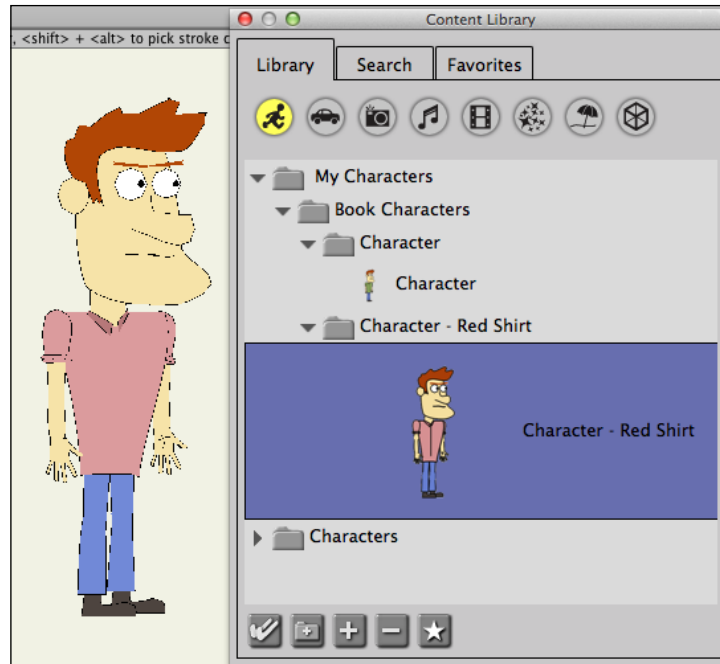 Content Library
, <shift> + <alt> to pick stroke c
Library
Search
Favorites
My Characters
Book Characters
Character
Character
Character - Red Shirt
Character - Red Shirt
Characters